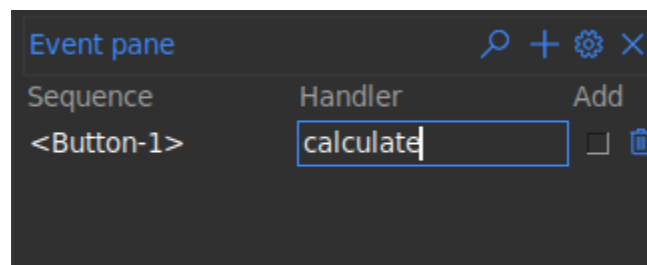 Event pane
Sequence Handler Add
<Button-1> calculate